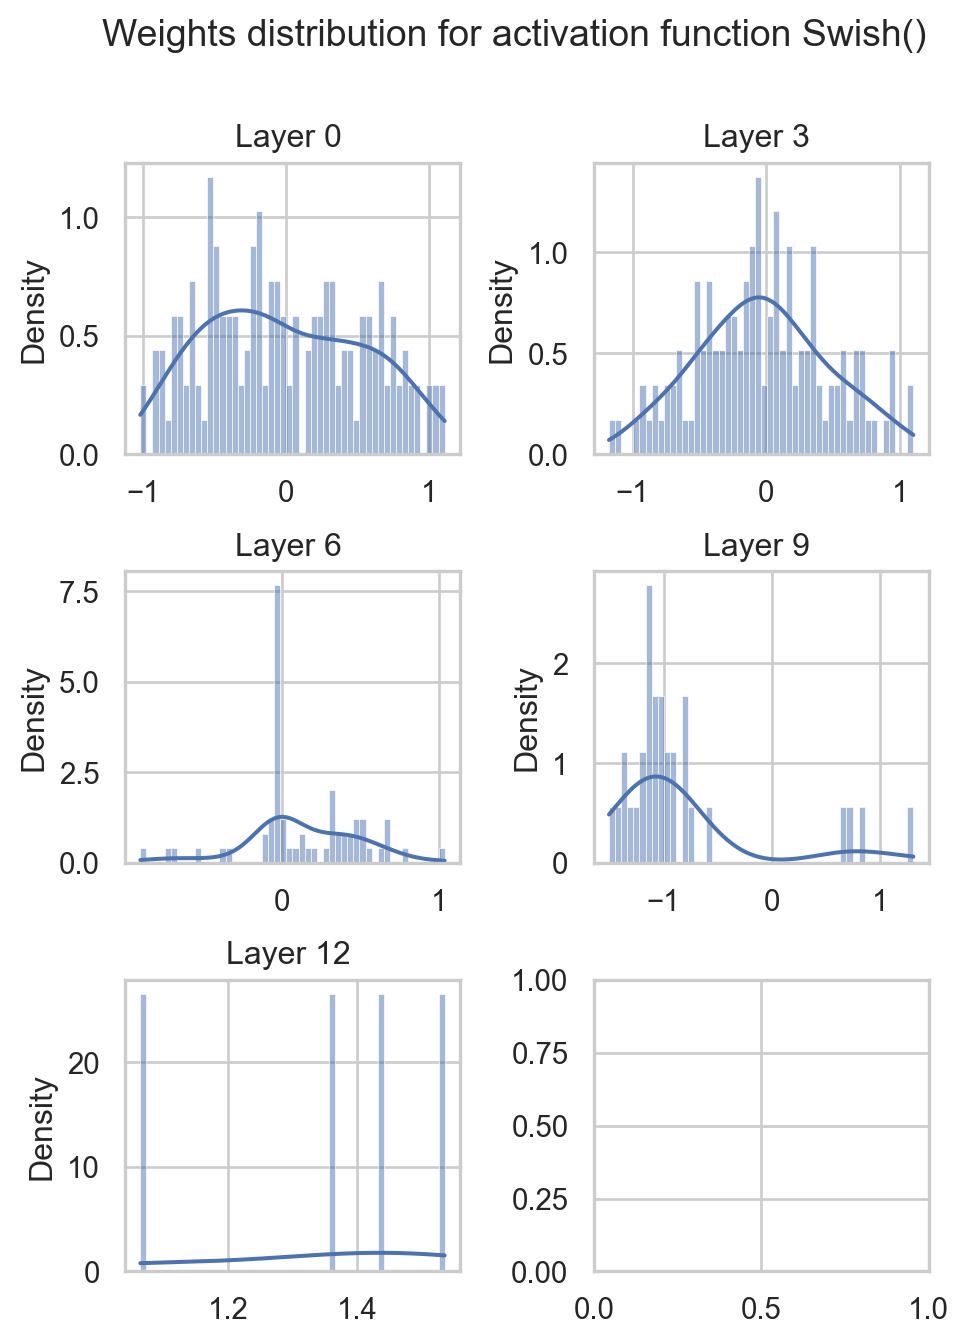 Weights distribution for activation function Swish()
Layer 0
Density
1.0
0.5
0.0
−1 0 1
Layer 3
Density
1.0
0.5
0.0
−1 0 1
Layer 6
Density
7.5
5.0
2.5
0.0
0 1
Layer 9
Density
2
1
0
−1 0 1
Layer 12
Density
20
10
0
1.2 1.4
1.00
0.75
0.50
0.25
0.00
0.0 0.5 1.0